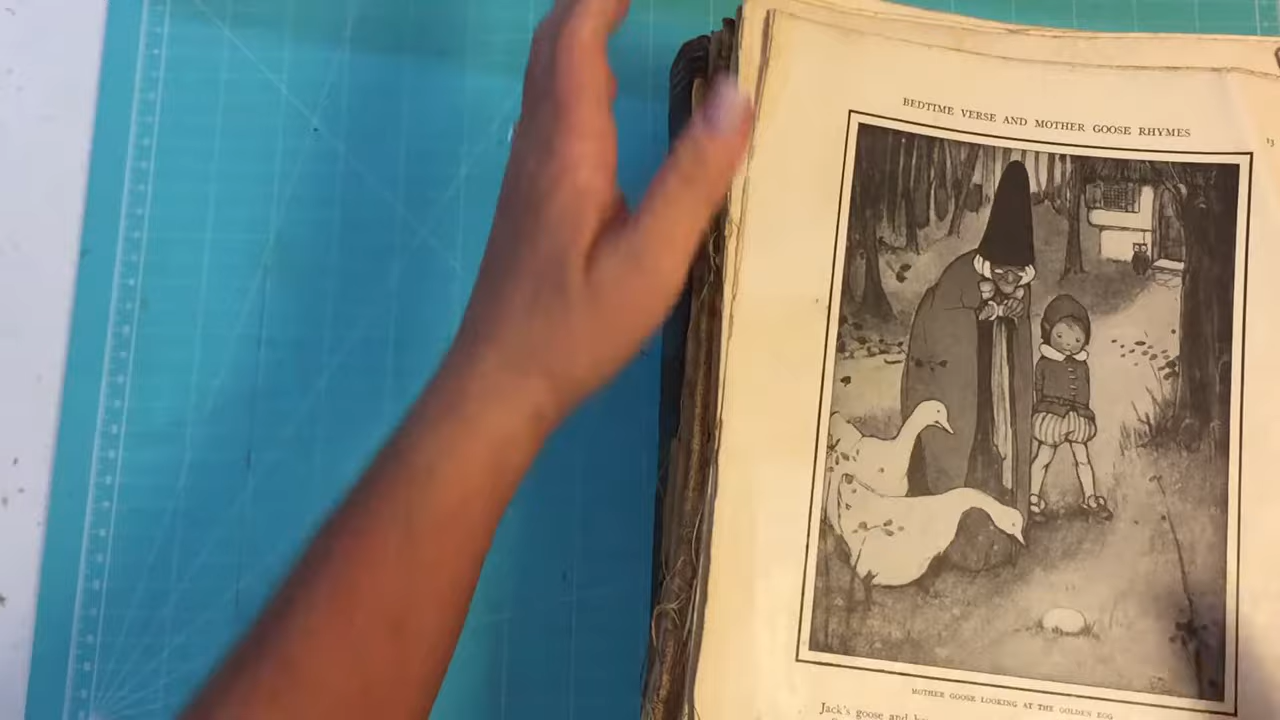 BEDTIME VERSE AND MOTHER GOOSE RHYMES
13
MOTHER GOOSE LOOKING AT THE GOLDEN EGG
Jack's goose and